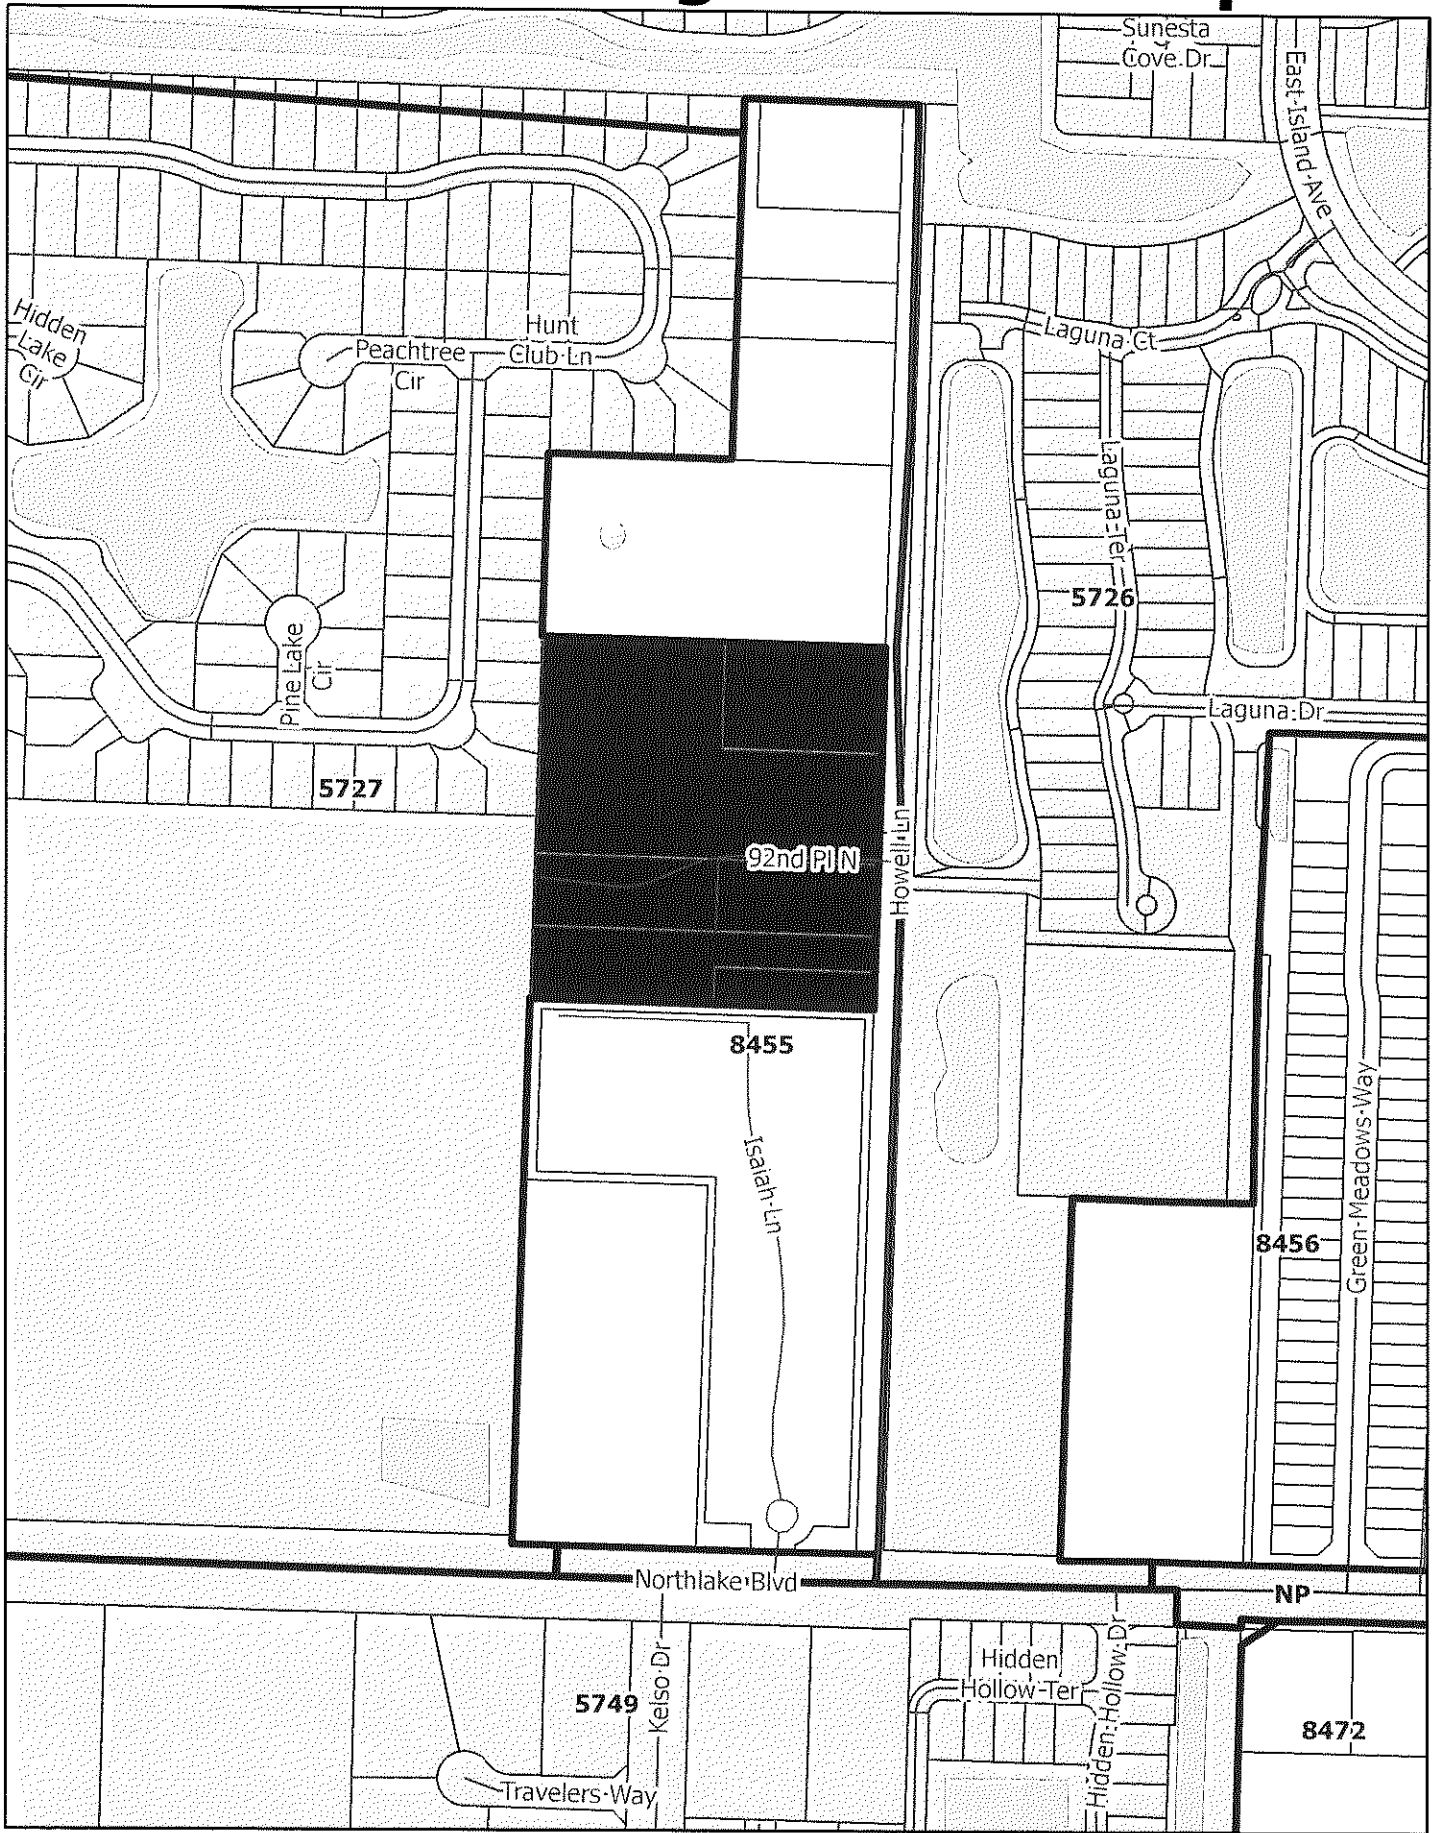 Sunesta
Cove Dr
East Island Ave
Hidden
Lake
Cir
Hunt
Club Ln
Peachtree
Cir
Laguna Ct
Laguna Ter
5726
Pine Lake
Cir
Laguna Dr
5727
92nd Pl N
Howell Ln
8455
Isaiah Ln
Green Meadows Way
8456
Northlake Blvd
NP
Kelso Dr
Hidden
Hollow Ter
Hidden Hollow Dr
5749
8472
Travelers Way